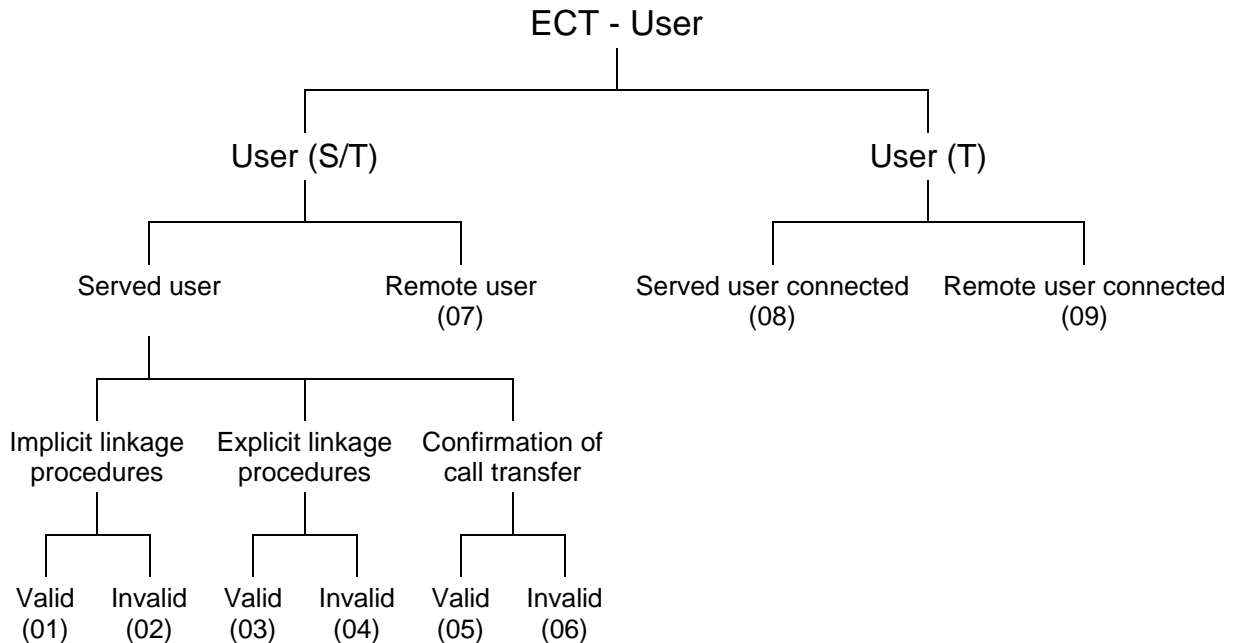 ECT - User
User (S/T)
User (T)
Served user
Remote user
(07)
Served user connected
(08)
Remote user connected
(09)
Implicit linkage
procedures
Explicit linkage
procedures
Confirmation of
call transfer
Valid
(01)
Invalid
(02)
Valid
(03)
Invalid
(04)
Valid
(05)
Invalid
(06)